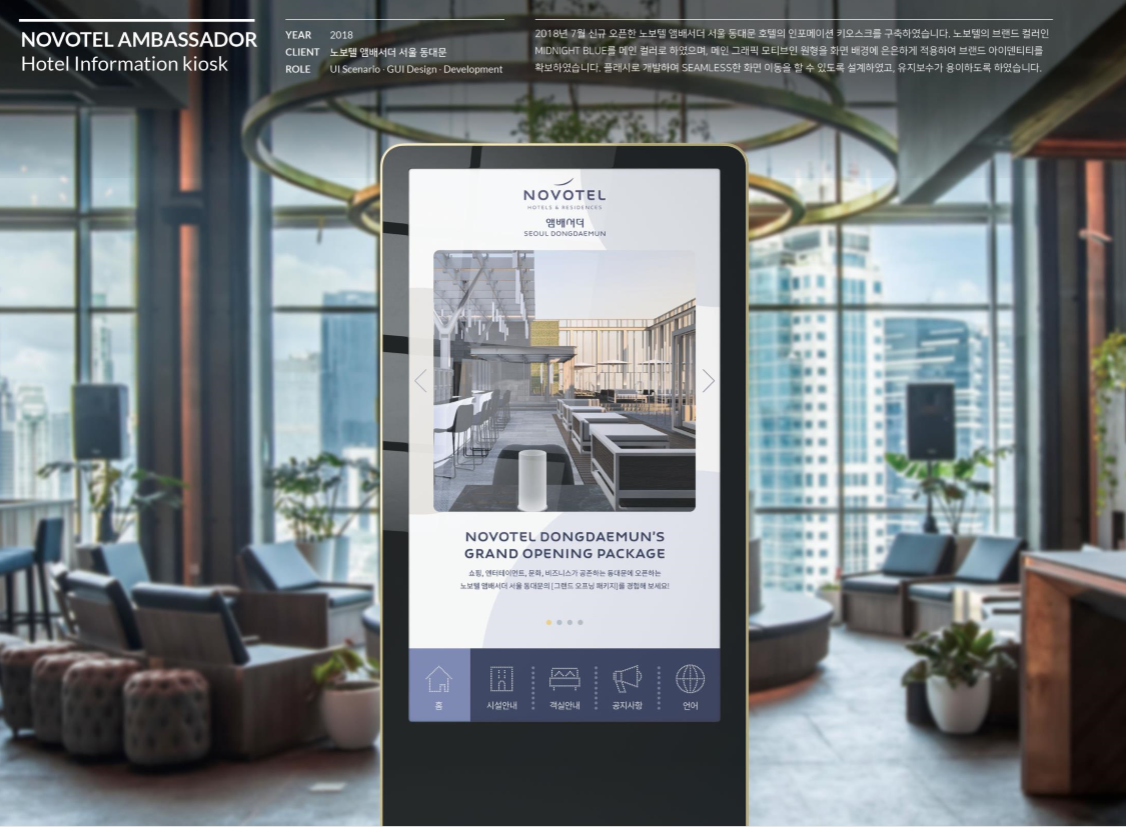 NOVOTEL AMBASSADOR
Hotel Information kiosk
YEAR 2018
CLIENT 노보텔 앰배서더 서울 동대문
ROLE UI Scenario · GUI Design · Development
2018년 7월 신규 오픈한 노보텔 앰배서더 서울 동대문 호텔의 인포메이션 키오스크를 구축하였습니다. 노보텔의 브랜드 컬러인
MIDNIGHT BLUE를 메인 컬러로 하였으며, 메인 그래픽 모티브인 원형을 화면 배경에 은은하게 적용하여 브랜드 아이덴티티를
확보하였습니다. 플래시로 개발하여 SEAMLESS한 화면 이동을 할 수 있도록 설계하였고, 유지보수가 용이하도록 하였습니다.
NOVOTEL
HOTELS & RESIDENCES
앰배서더
SEOUL DONGDAEMUN
NOVOTEL DONGDAEMUN'S
GRAND OPENING PACKAGE
쇼핑, 엔터테이먼트, 문화, 비즈니스가 공존하는 동대문에 오픈하는
노보텔 앰배서더 서울 동대문의 [그랜드 오프닝 패키지]를 경험해 보세요!
홈 시설안내 객실안내 공지사항 언어